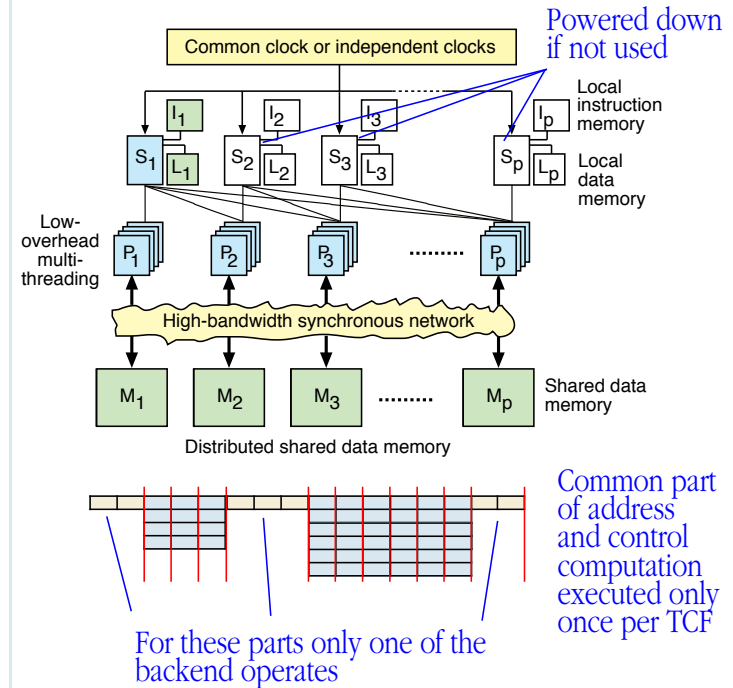 Powered down
if not used
Common clock or independent clocks
Local
instruction
memory
I1
I2
I3
Ip
S1
S2
S3
Sp
L1
L2
L3
Lp
Local data
memory
Low-
overhead
multi-
threading
P1
P2
P3
..........
Pp
High-bandwidth synchronous network
M1
M2
M3
........
Mp
Shared data
memory
Distributed shared data memory
Common part
of address
and control
computation
executed only
once per TCF
For these parts only one of the
backend operates